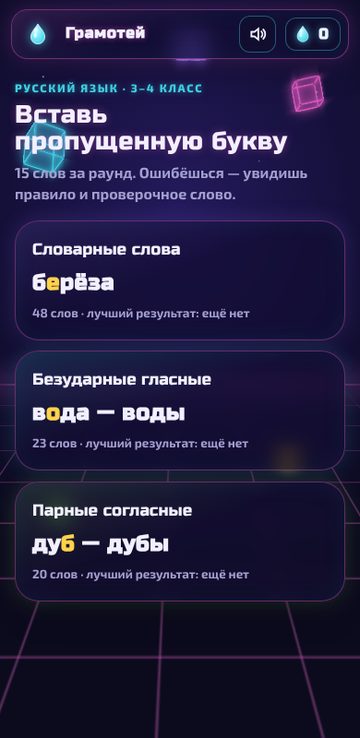 Грамотей
0
РУССКИЙ ЯЗЫК · 3–4 КЛАСС
Вставь
пропущенную букву
15 слов за раунд. Ошибёшься — увидишь
правило и проверочное слово.
Словарные слова
берёза
48 слов · лучший результат: ещё нет
Безударные гласные
вода — воды
23 слов · лучший результат: ещё нет
Парные согласные
дуб — дубы
20 слов · лучший результат: ещё нет